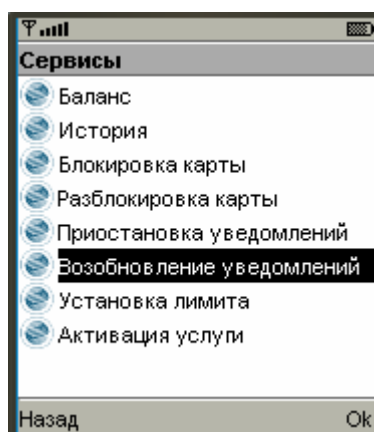 Сервисы
Баланс
История
Блокировка карты
Разблокировка карты
Приостановка уведомлений
Возобновление уведомлений
Установка лимита
Активация услуги
Назад Ok